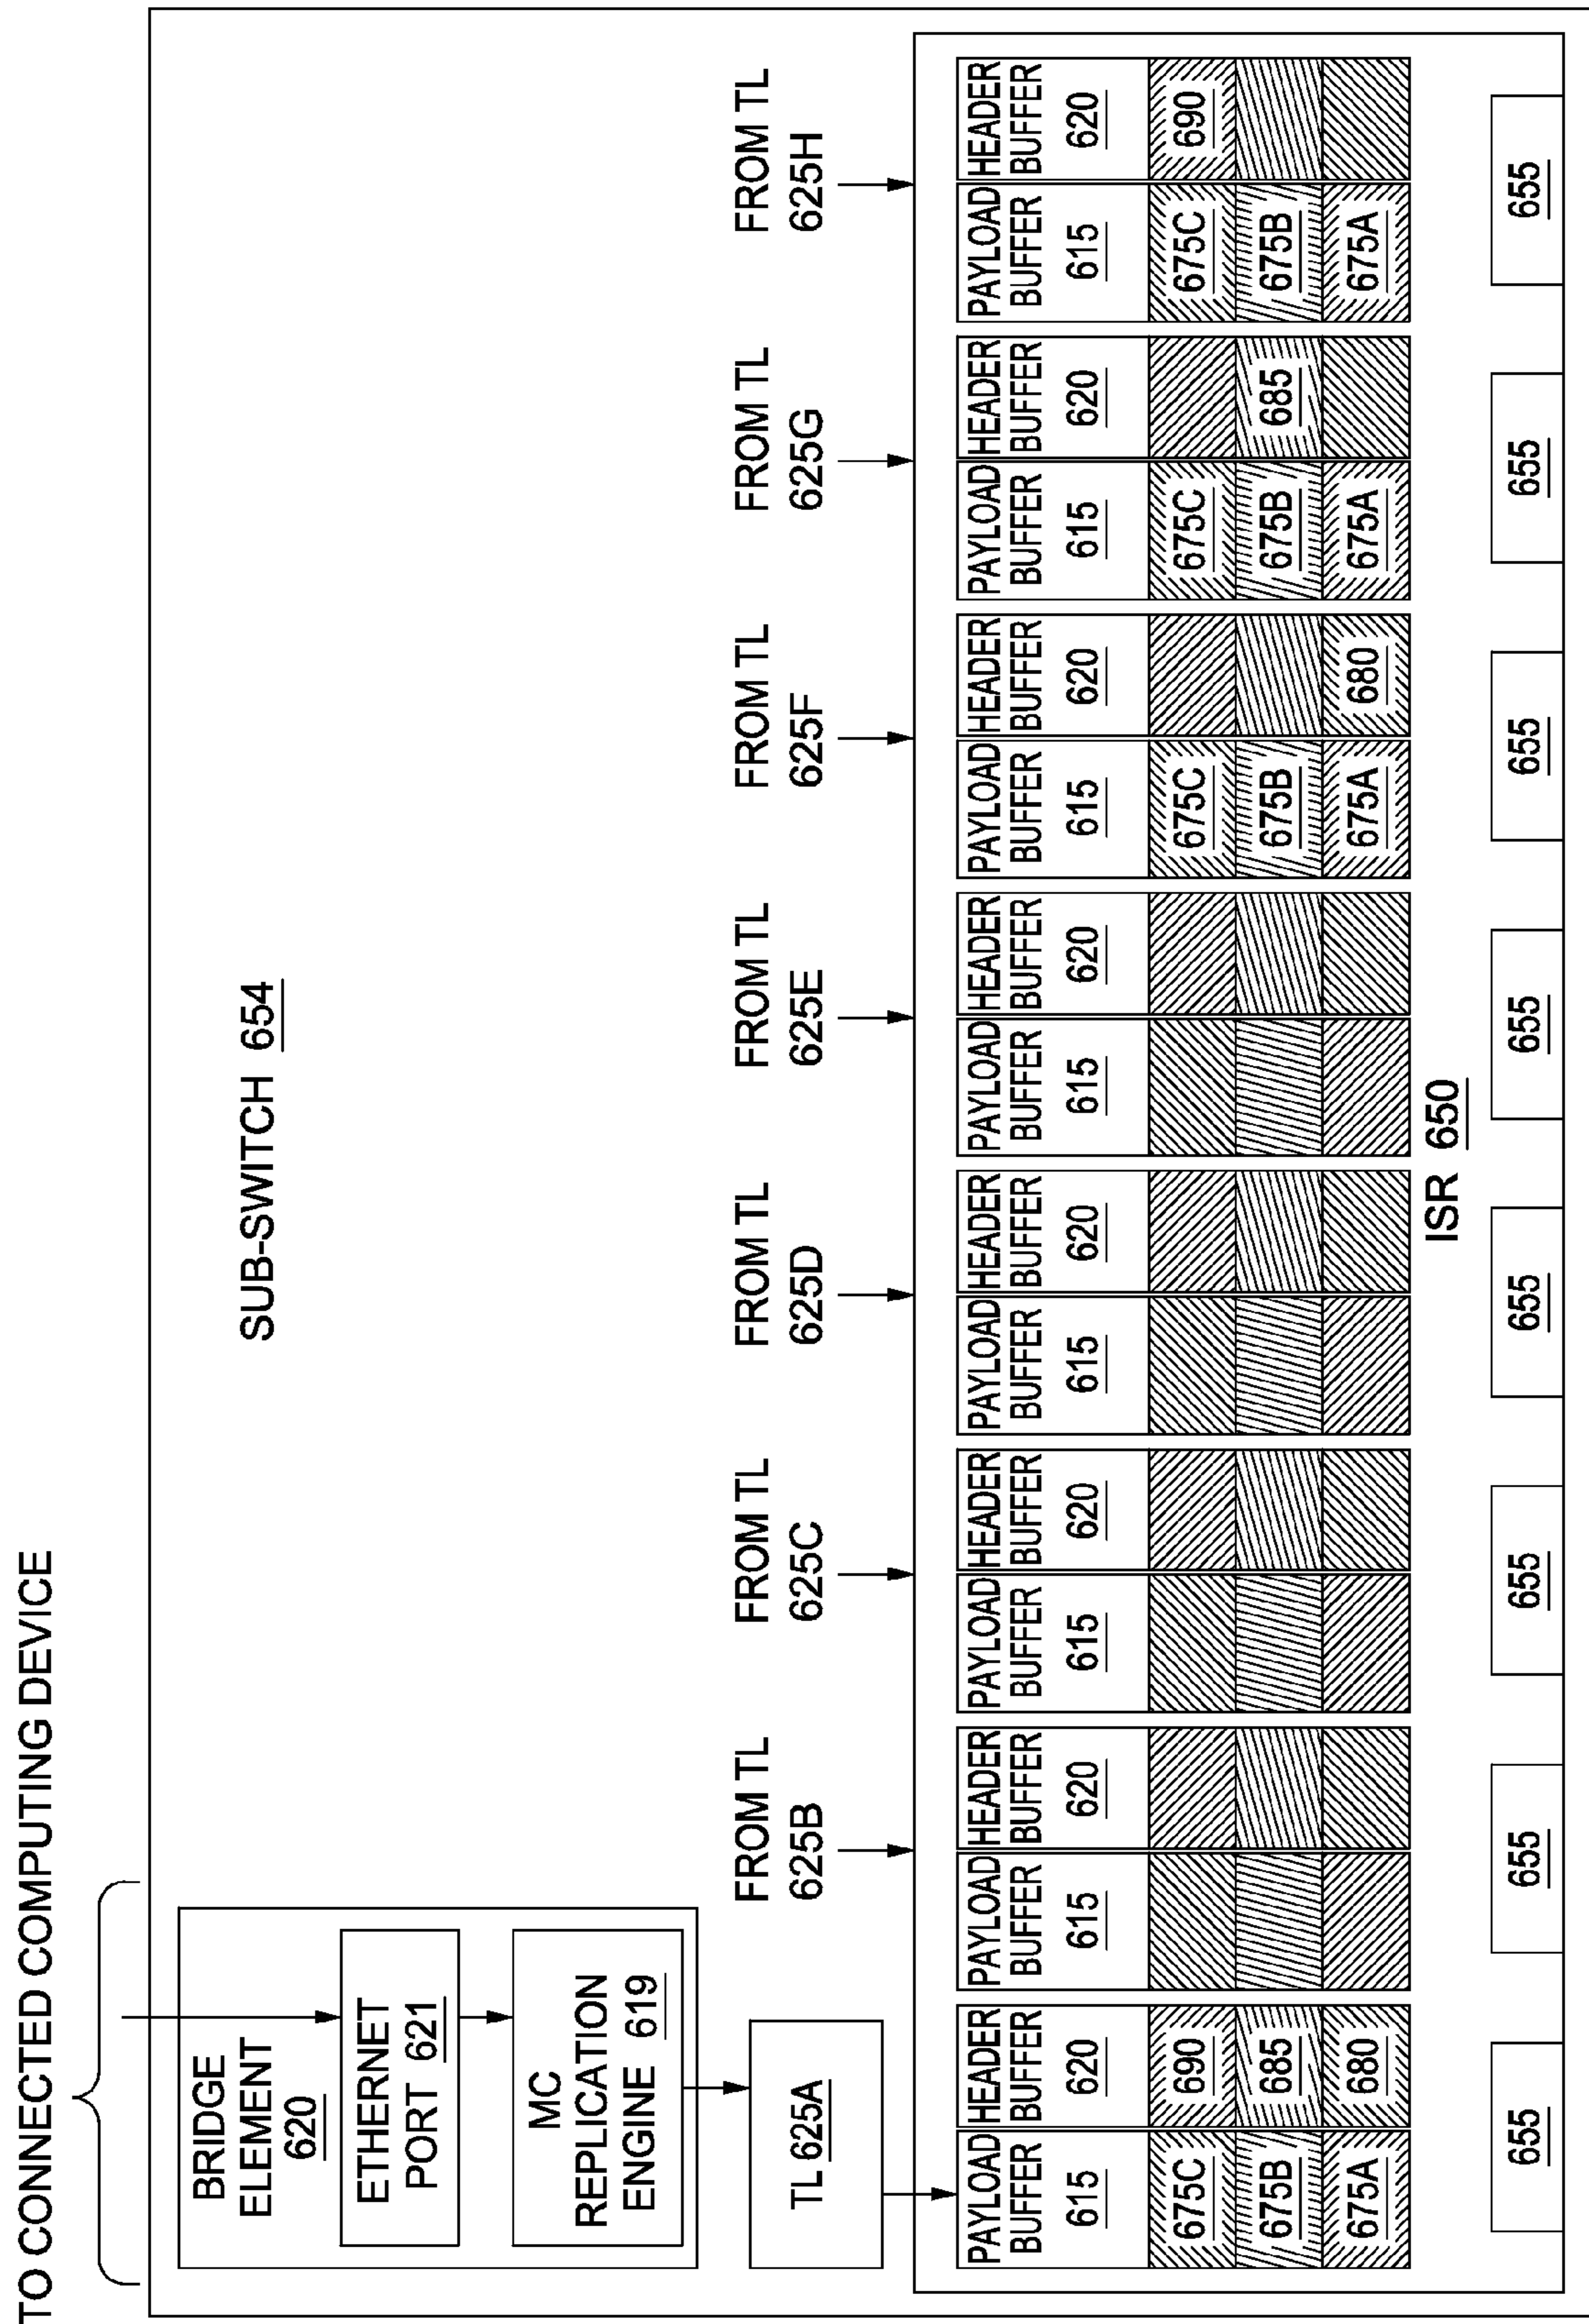 TO CONNECTED COMPUTING DEVICE
SUB-SWITCH 654
BRIDGE
ELEMENT
620
ETHERNET
PORT 621
MC
REPLICATION
ENGINE 619
TL 625A
FROM TL
625B
FROM TL
625C
FROM TL
625D
FROM TL
625E
FROM TL
625F
FROM TL
625G
FROM TL
625H
PAYLOAD
BUFFER
615
675C
675B
675A
HEADER
BUFFER
620
690
685
680
PAYLOAD
BUFFER
615
HEADER
BUFFER
620
PAYLOAD
BUFFER
615
HEADER
BUFFER
620
PAYLOAD
BUFFER
615
HEADER
BUFFER
620
PAYLOAD
BUFFER
615
HEADER
BUFFER
620
PAYLOAD
BUFFER
615
675C
675B
675A
HEADER
BUFFER
620
680
PAYLOAD
BUFFER
615
675C
675B
675A
HEADER
BUFFER
620
685
PAYLOAD
BUFFER
615
675C
675B
675A
HEADER
BUFFER
620
690
ISR 650
655
655
655
655
655
655
655
655